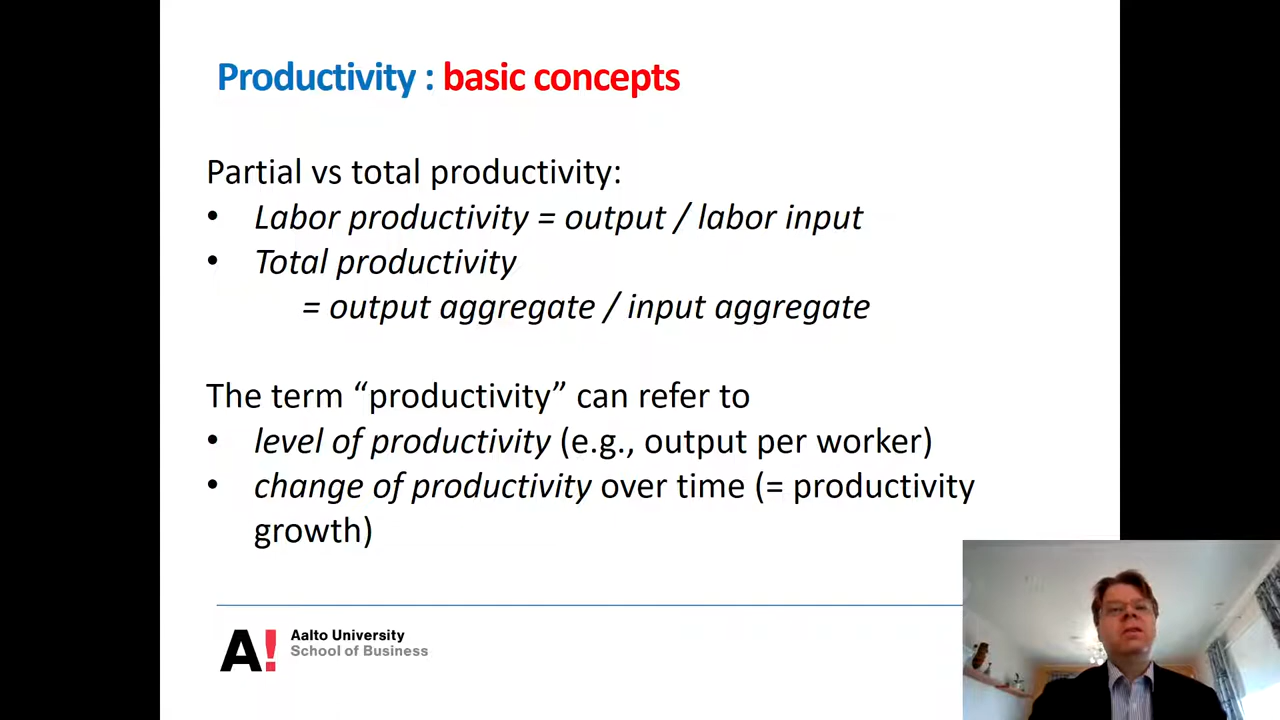 Productivity : basic concepts
Partial vs total productivity:
• Labor productivity = output / labor input
• Total productivity
= output aggregate / input aggregate
The term “productivity” can refer to
• level of productivity (e.g., output per worker)
• change of productivity over time (= productivity
growth)
A!
Aalto University
School of Business